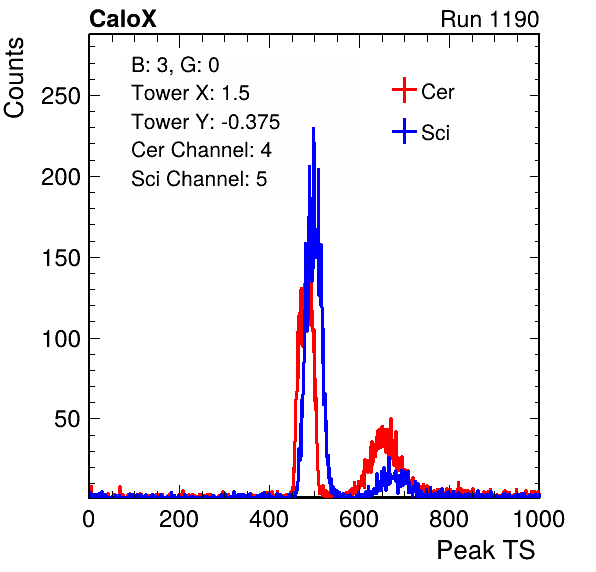 CaloX Run 1190
Counts
B: 3, G: 0
Tower X: 1.5
Tower Y: -0.375
Cer Channel: 4
Sci Channel: 5
Cer
Sci
250
200
150
100
50
0 200 400 600 800 1000
Peak TS